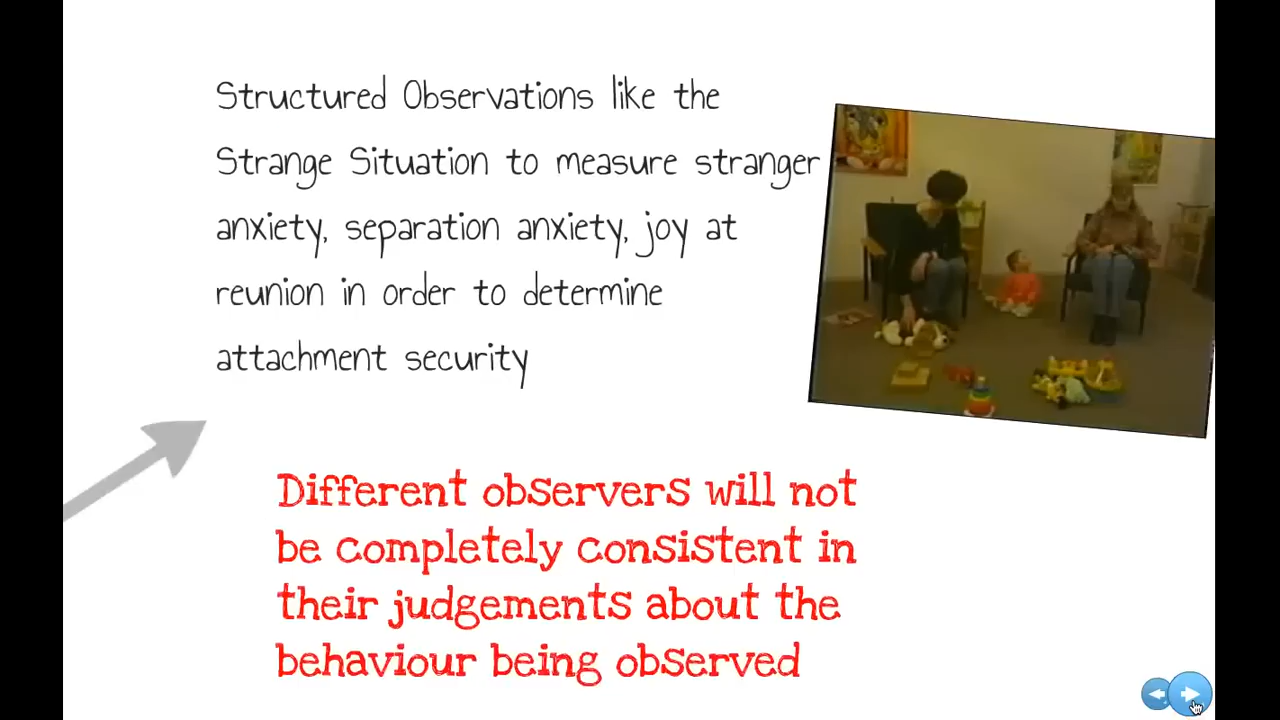 Structured Observations like the
Strange Situation to measure stranger
anxiety, separation anxiety, joy at
reunion in order to determine
attachment security
Different observers will not
be completely consistent in
their judgements about the
behaviour being observed